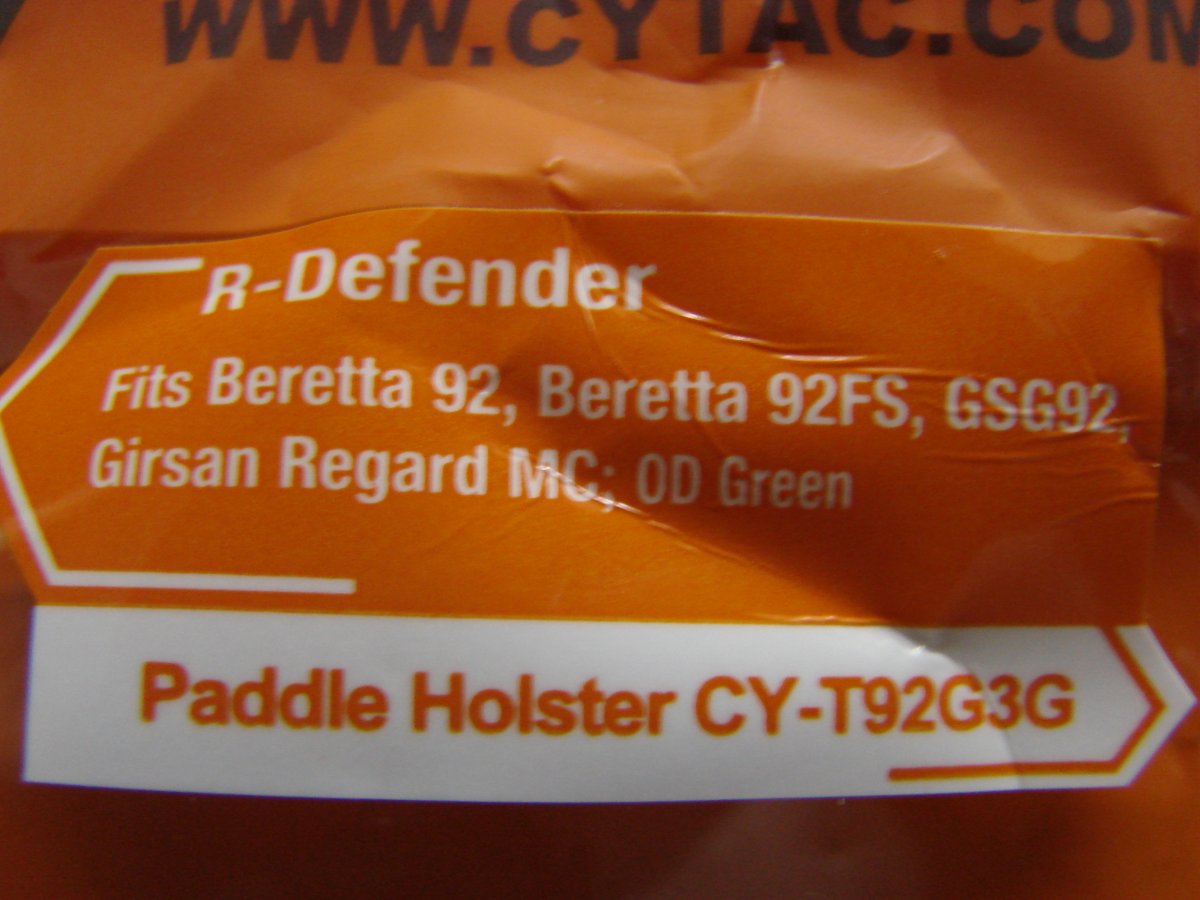 WWW.CYTAC.COM
R-Defender
Fits Beretta 92, Beretta 92FS, GSG92,
Girsan Regard MC; OD Green
Paddle Holster CY-T92G3G